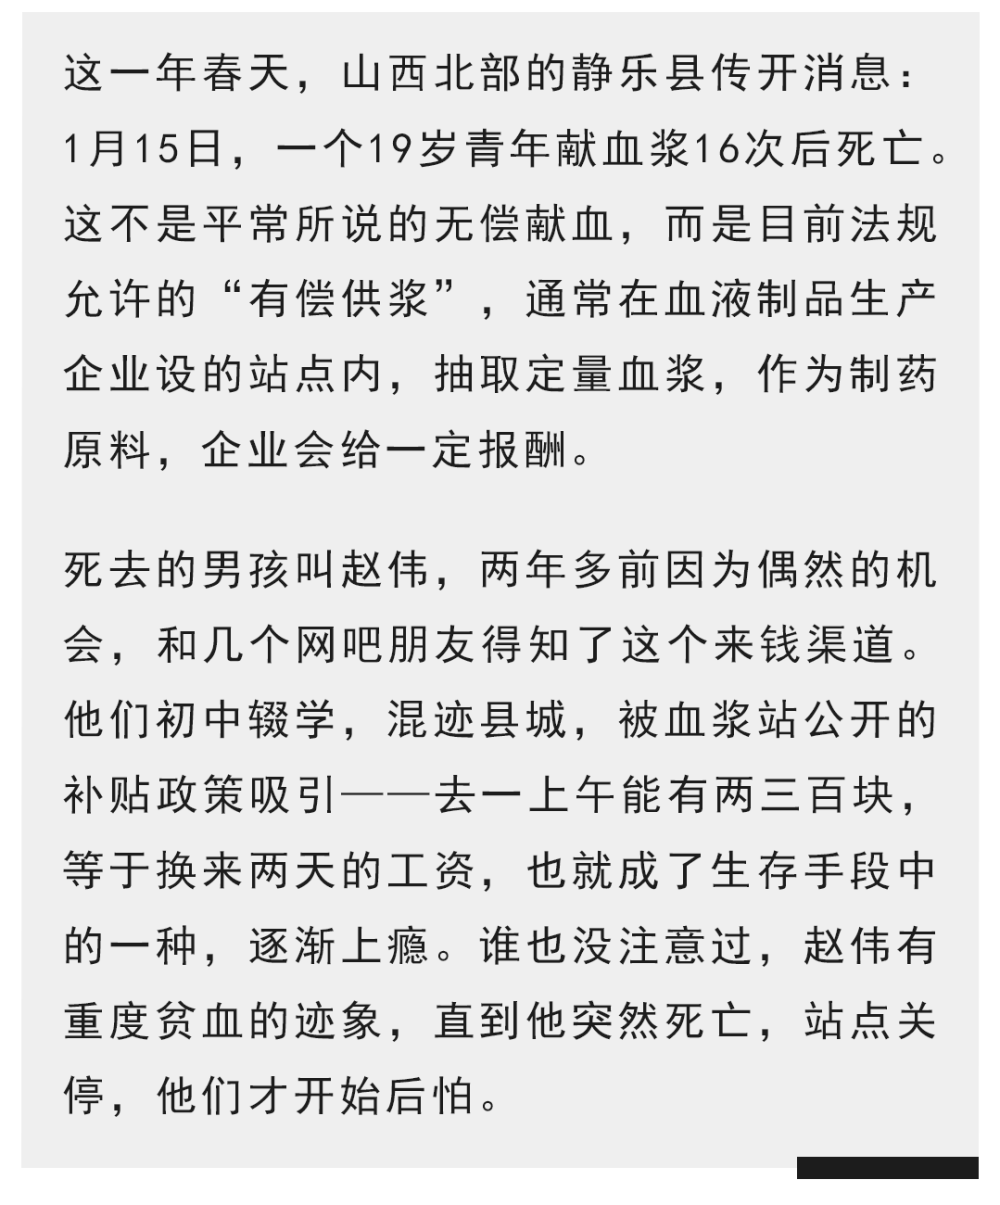 这一年春天，山西北部的静乐县传开消息：
1月15日，一个19岁青年献血浆16次后死亡。
这不是平常所说的无偿献血，而是目前法规
允许的“有偿供浆”，通常在血液制品生产
企业设的站点内，抽取定量血浆，作为制药
原料，企业会给一定报酬。
死去的男孩叫赵伟，两年多前因为偶然的机
会，和几个网吧朋友得知了这个来钱渠道。
他们初中辍学，混迹县城，被血浆站公开的
补贴政策吸引——去一上午能有两三百块，
等于换来两天的工资，也就成了生存手段中
的一种，逐渐上瘾。谁也没注意过，赵伟有
重度贫血的迹象，直到他突然死亡，站点关
停，他们才开始后怕。